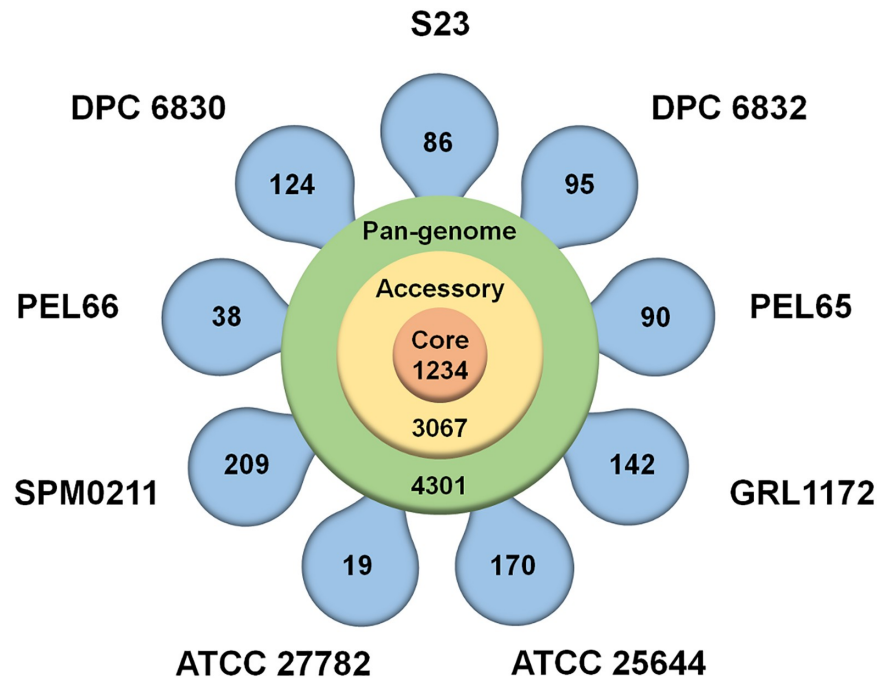 S23
DPC 6830
DPC 6832
86
124
95
Pan-genome
PEL66
38
Accessory
90
PEL65
Core
1234
3067
SPM0211
209
4301
142
GRL1172
19
170
ATCC 27782
ATCC 25644